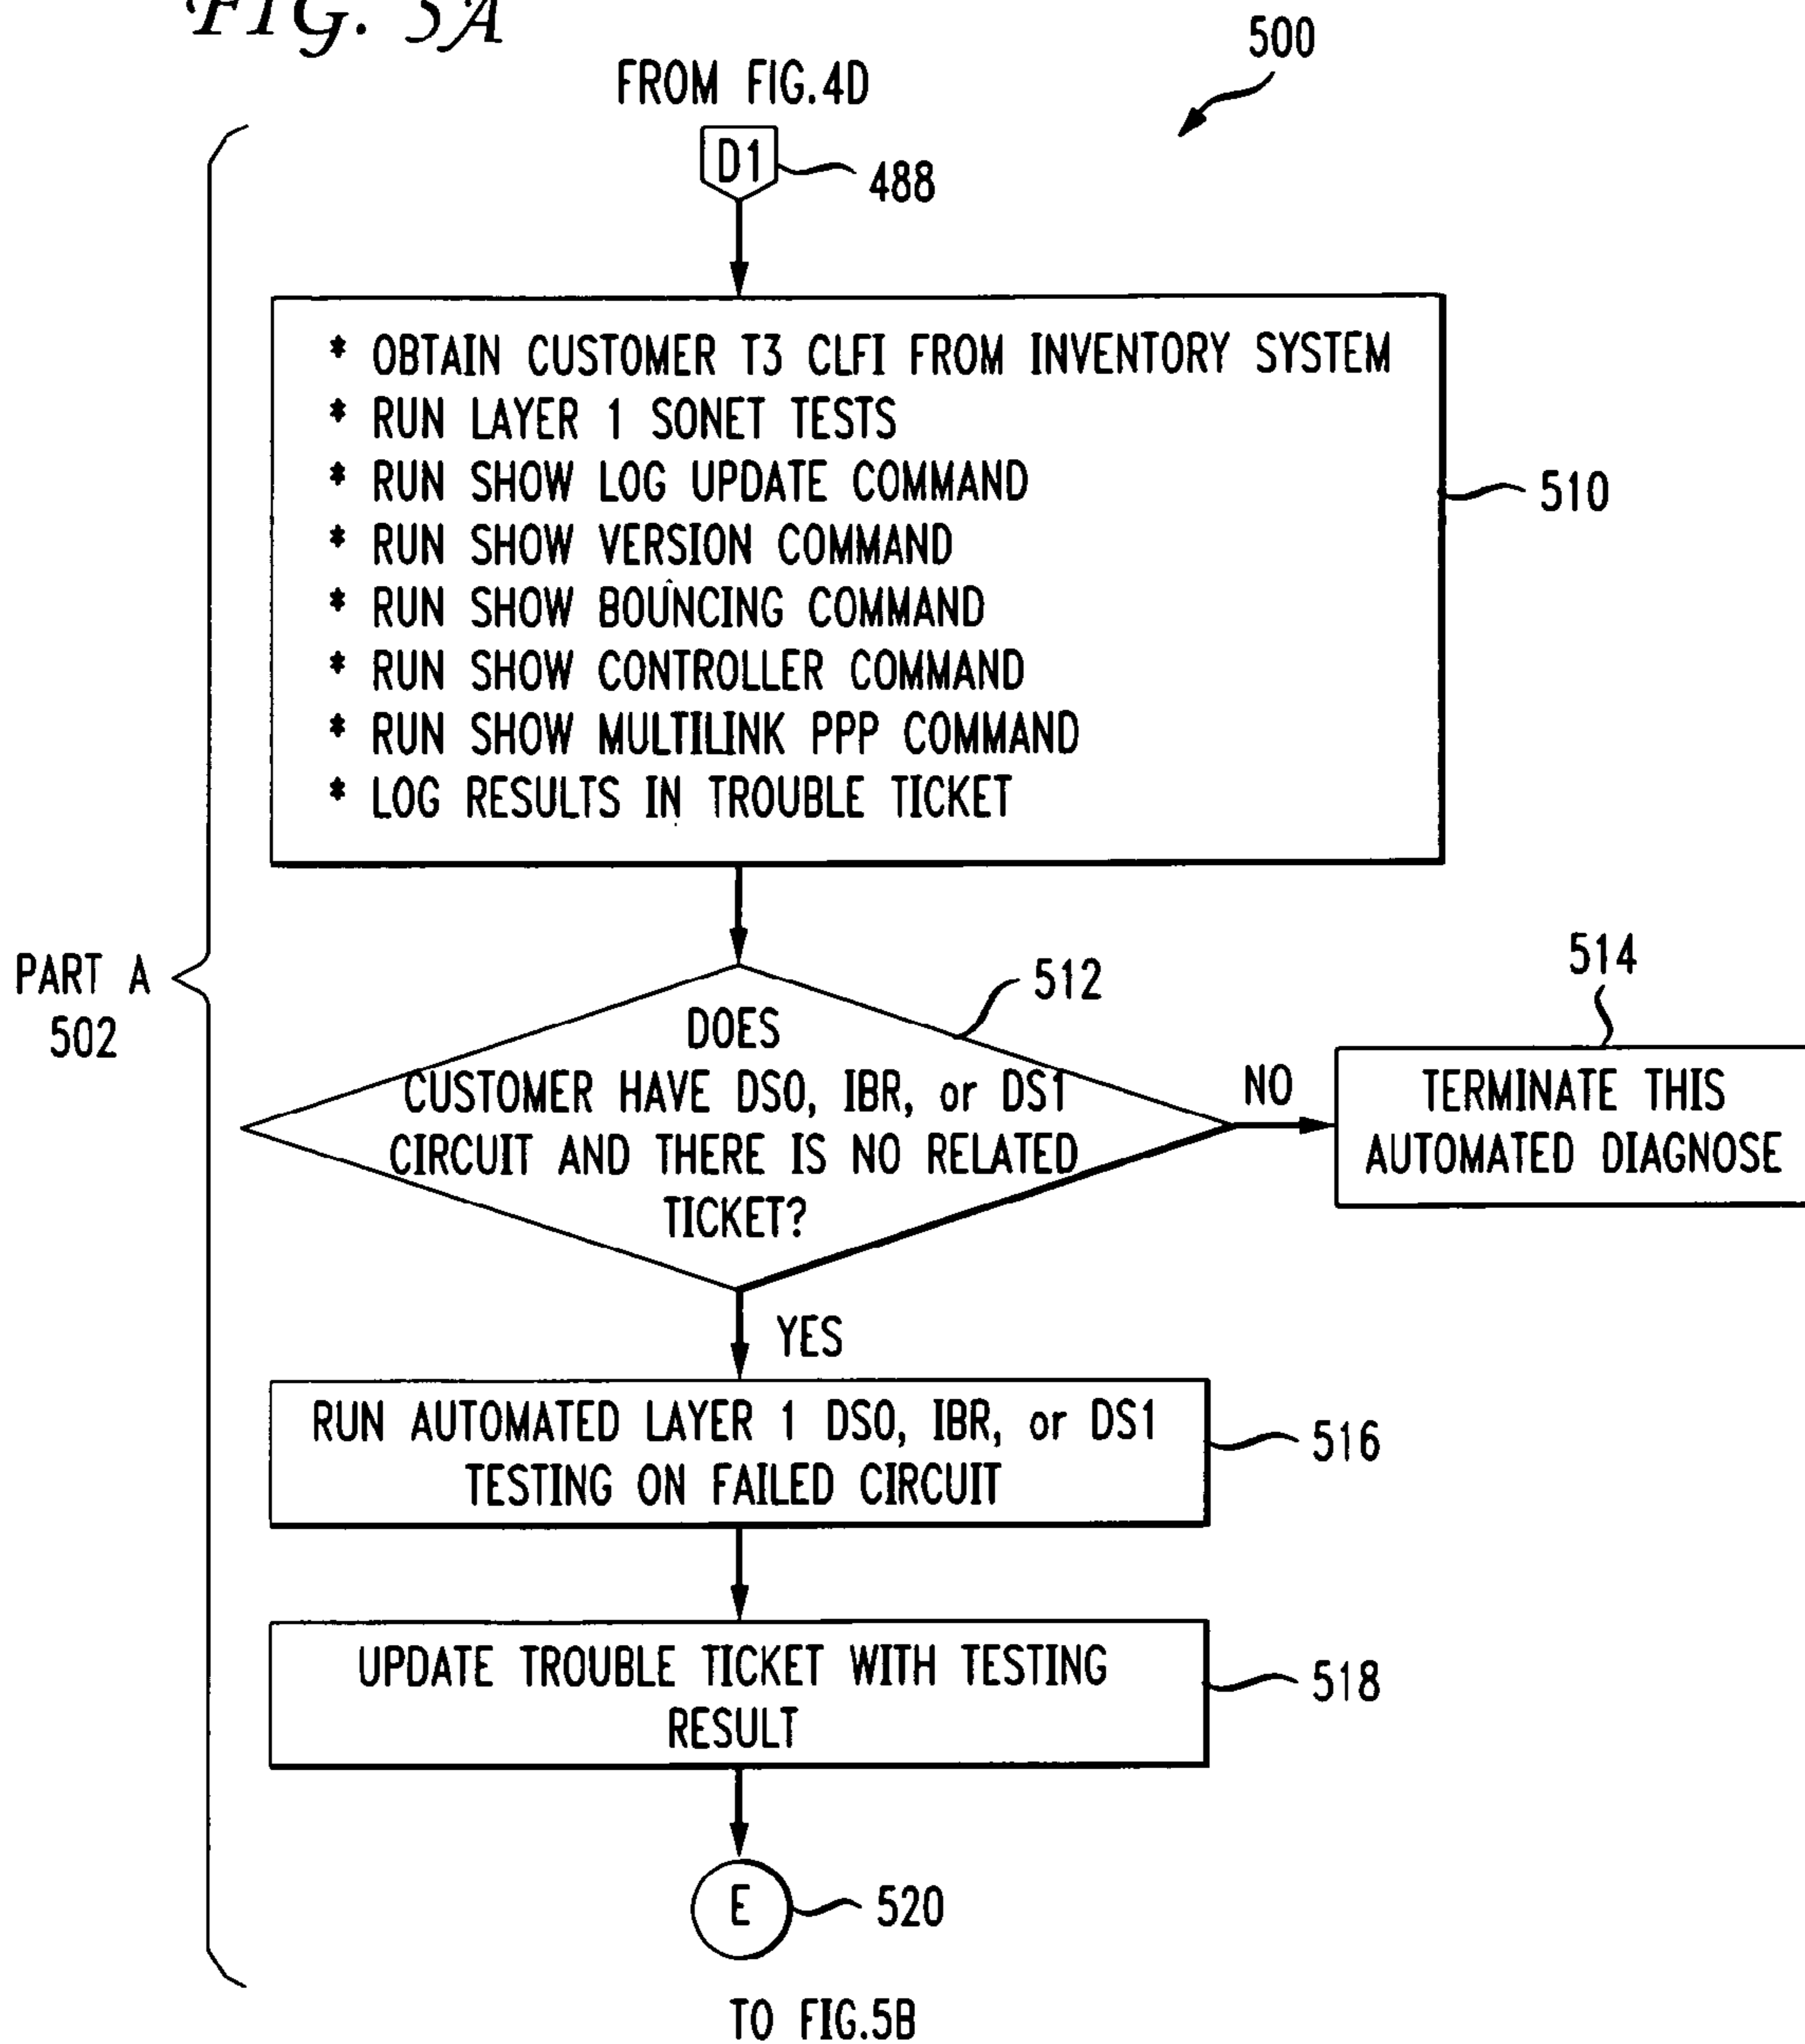 FIG. 5A
500
FROM FIG.4D
D1
488
* OBTAIN CUSTOMER T3 CLFI FROM INVENTORY SYSTEM
* RUN LAYER 1 SONET TESTS
* RUN SHOW LOG UPDATE COMMAND
* RUN SHOW VERSION COMMAND
* RUN SHOW BOUNCING COMMAND
* RUN SHOW CONTROLLER COMMAND
* RUN SHOW MULTILINK PPP COMMAND
* LOG RESULTS IN TROUBLE TICKET
510
PART A
502
512
DOES
CUSTOMER HAVE DS0, IBR, or DS1
CIRCUIT AND THERE IS NO RELATED
TICKET?
NO
514
TERMINATE THIS
AUTOMATED DIAGNOSE
YES
RUN AUTOMATED LAYER 1 DS0, IBR, or DS1
TESTING ON FAILED CIRCUIT
516
UPDATE TROUBLE TICKET WITH TESTING
RESULT
518
E
520
TO FIG.5B